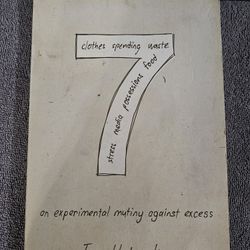 clothes spending waste
stress media possessions food
an experimental mutiny against excess